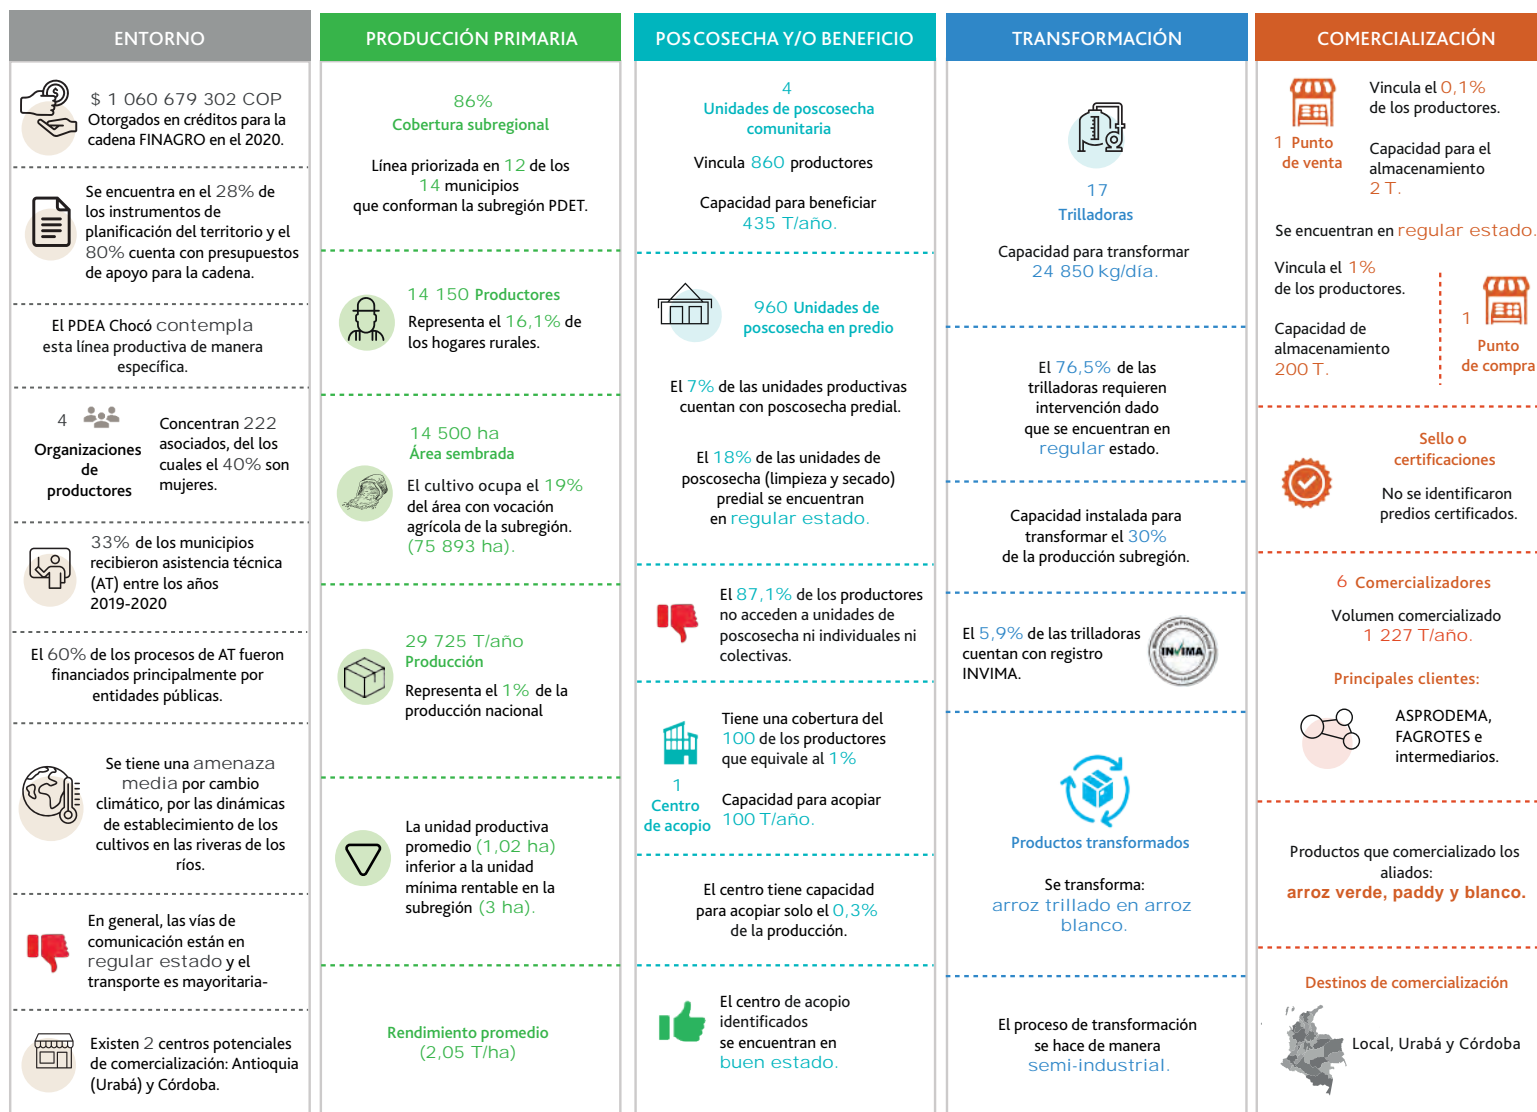 ENTORNO
$ 1 060 679 302 COP
Otorgados en créditos para la
cadena FINAGRO en el 2020.
Se encuentra en el 28% de
los instrumentos de
planificación del territorio y el
80% cuenta con presupuestos
de apoyo para la cadena.
El PDEA Chocó contempla
esta línea productiva de manera
específica.
4
Organizaciones
de
productores
Concentran 222
asociados, del los
cuales el 40% son
mujeres.
33% de los municipios
recibieron asistencia técnica
(AT) entre los años
2019-2020
El 60% de los procesos de AT fueron
financiados principalmente por
entidades públicas.
Se tiene una amenaza
media por cambio
climático, por las dinámicas
de establecimiento de los
cultivos en las riveras de los
ríos.
En general, las vías de
comunicación están en
regular estado y el
transporte es mayoritaria-
Existen 2 centros potenciales
de comercialización: Antioquia
(Urabá) y Córdoba.
PRODUCCIÓN PRIMARIA
86%
Cobertura subregional
Línea priorizada en 12 de los
14 municipios
que conforman la subregión PDET.
14 150 Productores
Representa el 16,1% de
los hogares rurales.
14 500 ha
Área sembrada
El cultivo ocupa el 19%
del área con vocación
agrícola de la subregión.
(75 893 ha).
29 725 T/año
Producción
Representa el 1% de la
producción nacional
La unidad productiva
promedio (1,02 ha)
inferior a la unidad
mínima rentable en la
subregión (3 ha).
Rendimiento promedio
(2,05 T/ha)
POSCOSECHA Y/O BENEFICIO
4
Unidades de poscosecha
comunitaria
Vincula 860 productores
Capacidad para beneficiar
435 T/año.
960 Unidades de
poscosecha en predio
El 7% de las unidades productivas
cuentan con poscosecha predial.
El 18% de las unidades de
poscosecha (limpieza y secado)
predial se encuentran
en regular estado.
El 87,1% de los productores
no acceden a unidades de
poscosecha ni individuales ni
colectivas.
1
Centro
de acopio
Tiene una cobertura del
100 de los productores
que equivale al 1%
Capacidad para acopiar
100 T/año.
El centro tiene capacidad
para acopiar solo el 0,3%
de la producción.
El centro de acopio
identificados
se encuentran en
buen estado.
TRANSFORMACIÓN
17
Trilladoras
Capacidad para transformar
24 850 kg/día.
El 76,5% de las
trilladoras requieren
intervención dado
que se encuentran en
regular estado.
Capacidad instalada para
transformar el 30%
de la producción subregión.
El 5,9% de las trilladoras
cuentan con registro
INVIMA.
INVIMA
Productos transformados
Se transforma:
arroz trillado en arroz
blanco.
El proceso de transformación
se hace de manera
semi-industrial.
COMERCIALIZACIÓN
1 Punto
de venta
Vincula el 0,1%
de los productores.
Capacidad para el
almacenamiento
2 T.
Se encuentran en regular estado.
Vincula el 1%
de los productores.
Capacidad de
almacenamiento
200 T.
1
Punto
de compra
Sello o
certificaciones
No se identificaron
predios certificados.
6 Comercializadores
Volumen comercializado
1 227 T/año.
Principales clientes:
ASPRODEMA,
FAGROTES e
intermediarios.
Productos que comercializado los
aliados:
arroz verde, paddy y blanco.
Destinos de comercialización
Local, Urabá y Córdoba